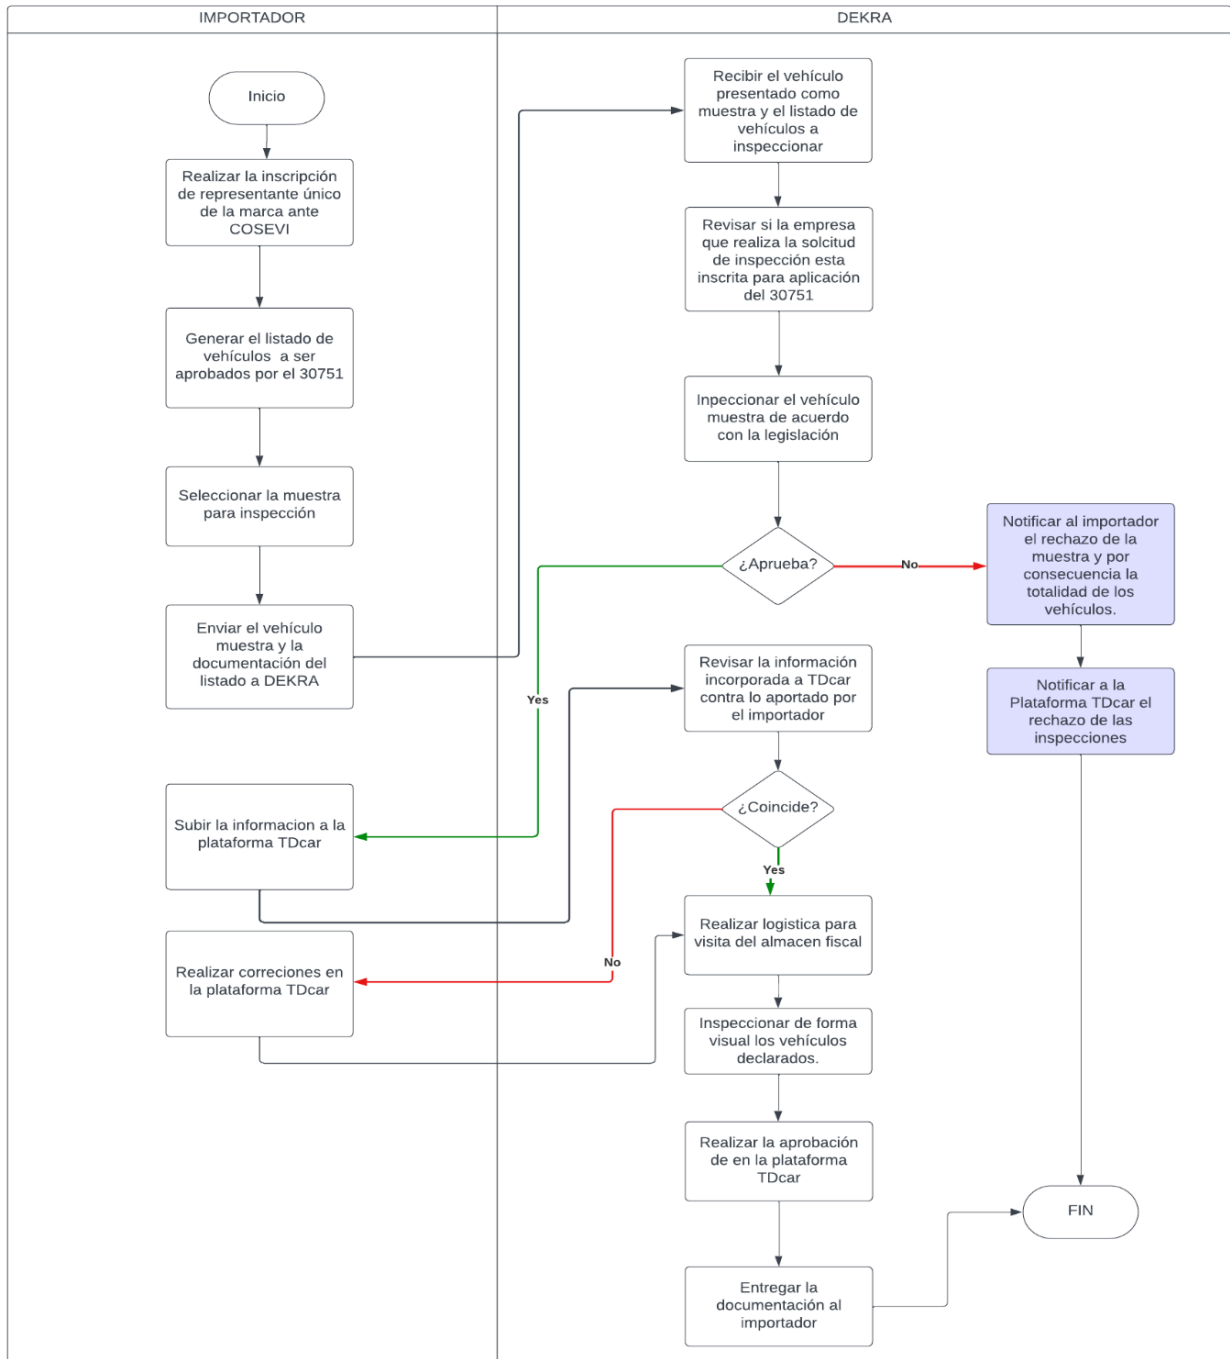 IMPORTADOR
DEKRA
Inicio
Realizar la inscripción
de representante único
de la marca ante
COSEVI
Generar el listado de
vehículos a ser
aprobados por el 30751
Seleccionar la muestra
para inspección
Enviar el vehículo
muestra y la
documentación del
listado a DEKRA
Recibir el vehículo
presentado como
muestra y el listado de
vehículos a
inspeccionar
Revisar si la empresa
que realiza la solcitud
de inspección esta
inscrita para aplicación
del 30751
Inpeccionar el vehículo
muestra de acuerdo
con la legislación
¿Aprueba?
No
Notificar al importador
el rechazo de la
muestra y por
consecuencia la
totalidad de los
vehículos.
Notificar a la
Plataforma TDcar el
rechazo de las
inspecciones
Yes
Subir la informacion a la
plataforma TDcar
Revisar la información
incorporada a TDcar
contra lo aportado por
el importador
¿Coincide?
Yes
No
Realizar correciones en
la plataforma TDcar
Realizar logistica para
visita del almacen fiscal
Inspeccionar de forma
visual los vehículos
declarados.
Realizar la aprobación
de en la plataforma
TDcar
Entregar la
documentación al
importador
FIN